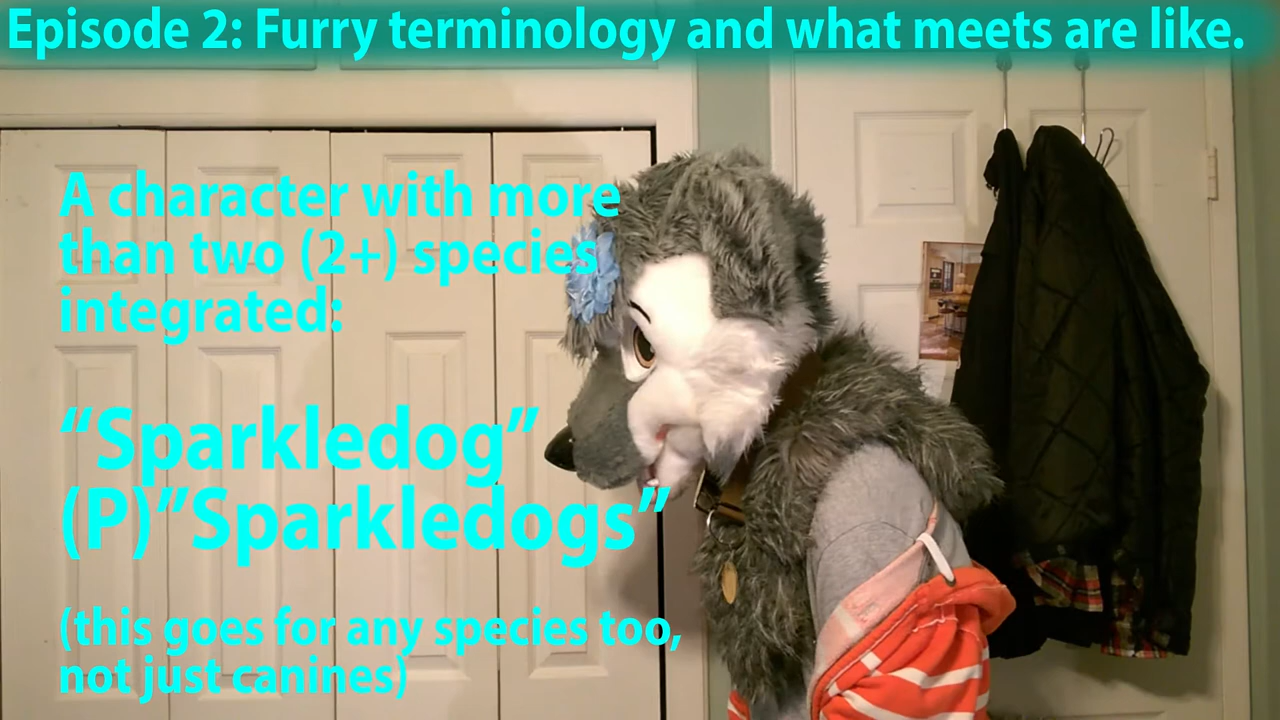 Episode 2: Furry terminology and what meets are like.
A character with more
than two (2+) species
integrated:
“Sparkledog”
(P)”Sparkledogs”
(this goes for any species too,
not just canines)